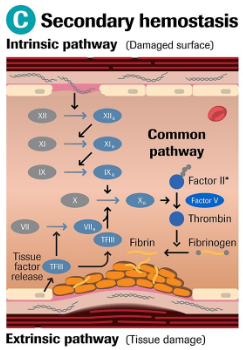 C Secondary hemostasis
Intrinsic pathway (Damaged surface)
XII XIIa
XI XIa
IX IXa
Common
pathway
X Xa
Factor II*
Factor V
Thrombin
VII VIIa
TFIII
Fibrin Fibrinogen
Tissue
factor
release
TFIII
Extrinsic pathway (Tissue damage)